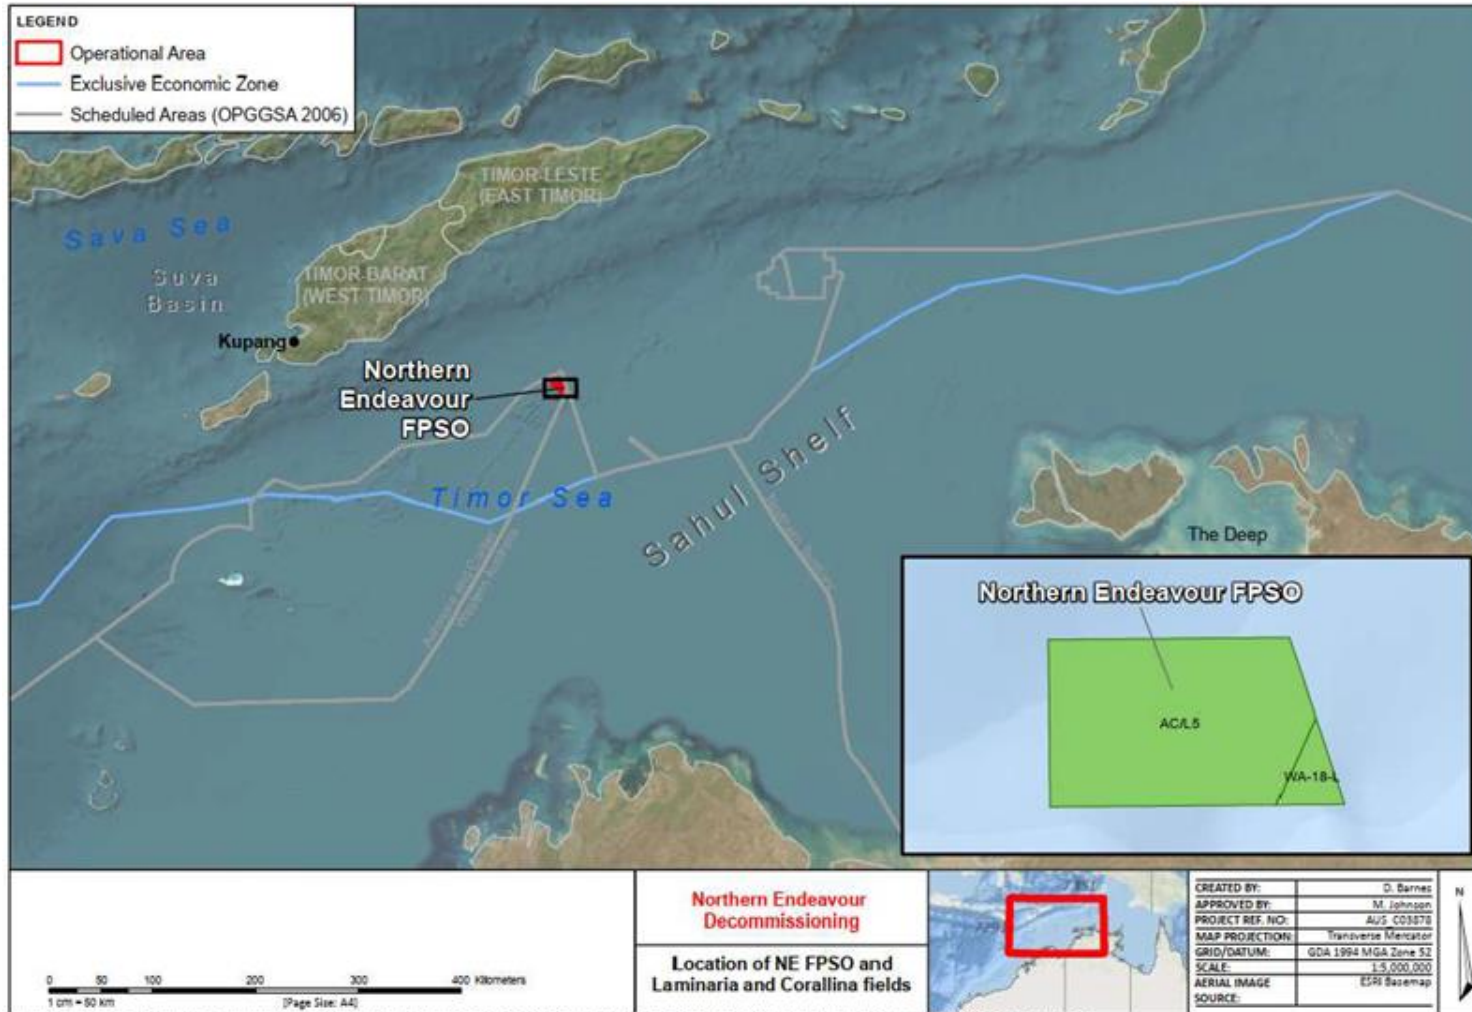 LEGEND
Operational Area
Exclusive Economic Zone
Scheduled Areas (OPGGSA 2006)
TIMOR-LESTE
(EAST TIMOR)
Sava Sea
Suva
Basin
TIMOR-BARAT
(WEST TIMOR)
Kupang
Northern
Endeavour
FPSO
Timor Sea
Sahul Shelf
The Deep
Northern Endeavour FPSO
AC/L5
WA-18-L
Northern Endeavour
Decommissioning
Location of NE FPSO and
Laminaria and Corallina fields
0 50 100 200 300 400 Kilometers
1 cm = 50 km
[Page Size: A4]
CREATED BY: D. Barnes
APPROVED BY: M. Johnson
PROJECT REF. NO: AUS_C03878
MAP PROJECTION: Transverse Mercator
GRID/DATUM: GDA 1994 MGA Zone 52
SCALE: 1:5,000,000
AERIAL IMAGE SOURCE: ESRI Basemap
N